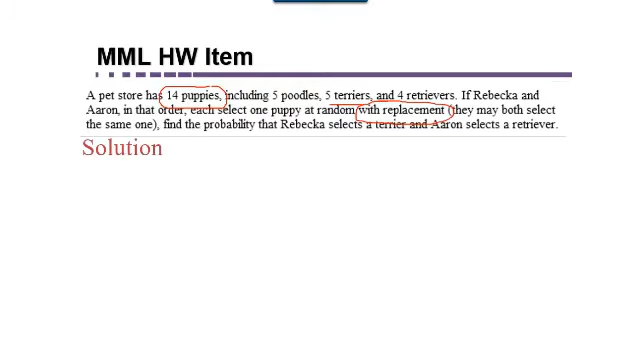 MML HW Item
A pet store has 14 puppies, including 5 poodles, 5 terriers, and 4 retrievers. If Rebecka and
Aaron, in that order, each select one puppy at random with replacement (they may both select
the same one), find the probability that Rebecka selects a terrier and Aaron selects a retriever.
Solution